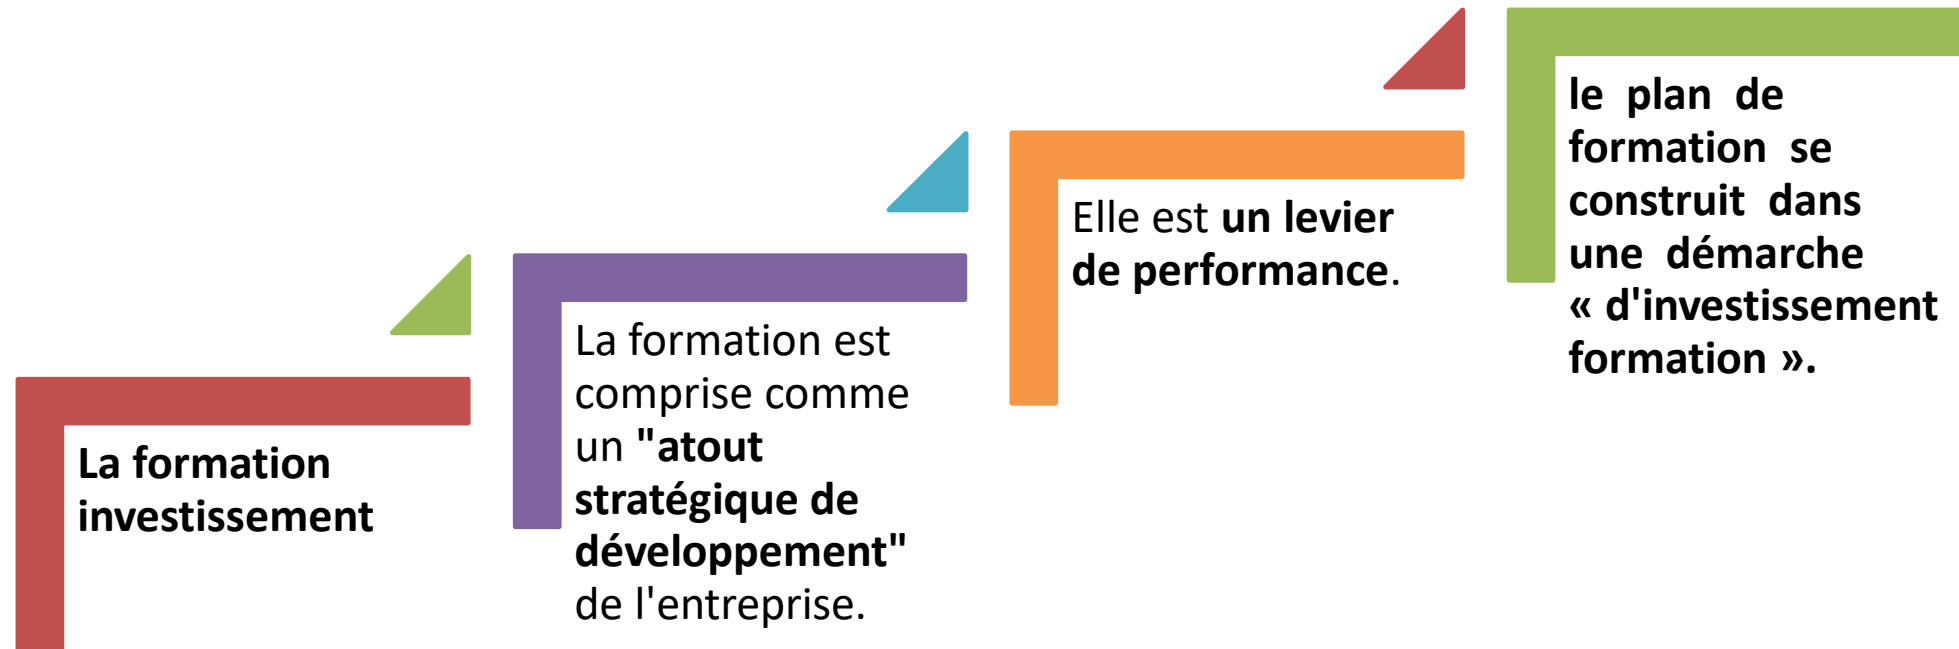 La formation
investissement
La formation est
comprise comme
un "atout
stratégique de
développement"
de l'entreprise.
Elle est un levier
de performance.
le plan de
formation se
construit dans
une démarche
« d'investissement
formation ».